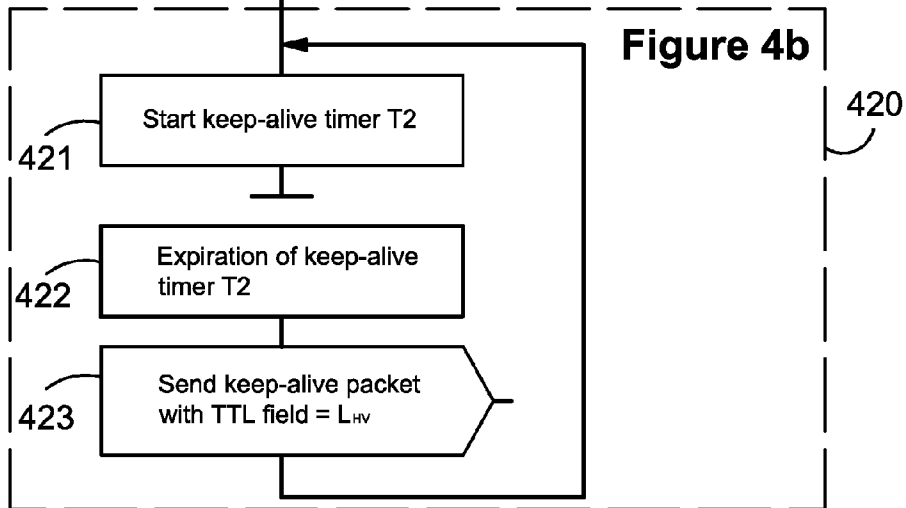 Figure 4b
420
Start keep-alive timer T2
421
Expiration of keep-alive
timer T2
422
Send keep-alive packet
with TTL field = LHV
423